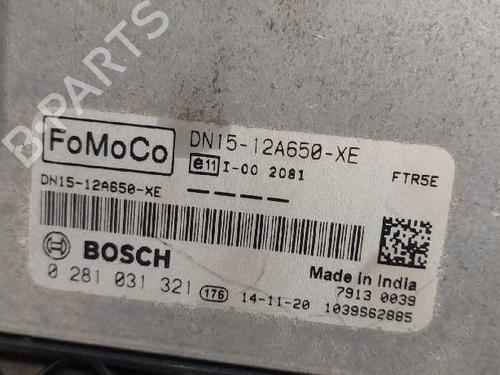 B-PARTS
FoMoCo
DN15-12A650-XE
e11 I-00 2081
FTR5E
DN15-12A650-XE
BOSCH
0 281 031 321 176 14-11-20
Made in India
7913 0039
1039S62885